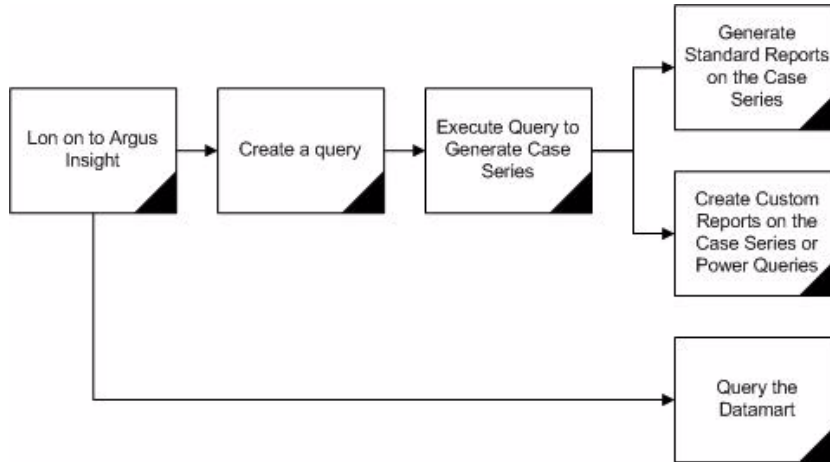 Lon on to Argus
Insight
Create a query
Execute Query to
Generate Case
Series
Generate
Standard Reports
on the Case
Series
Create Custom
Reports on the
Case Series or
Power Queries
Query the
Datamart